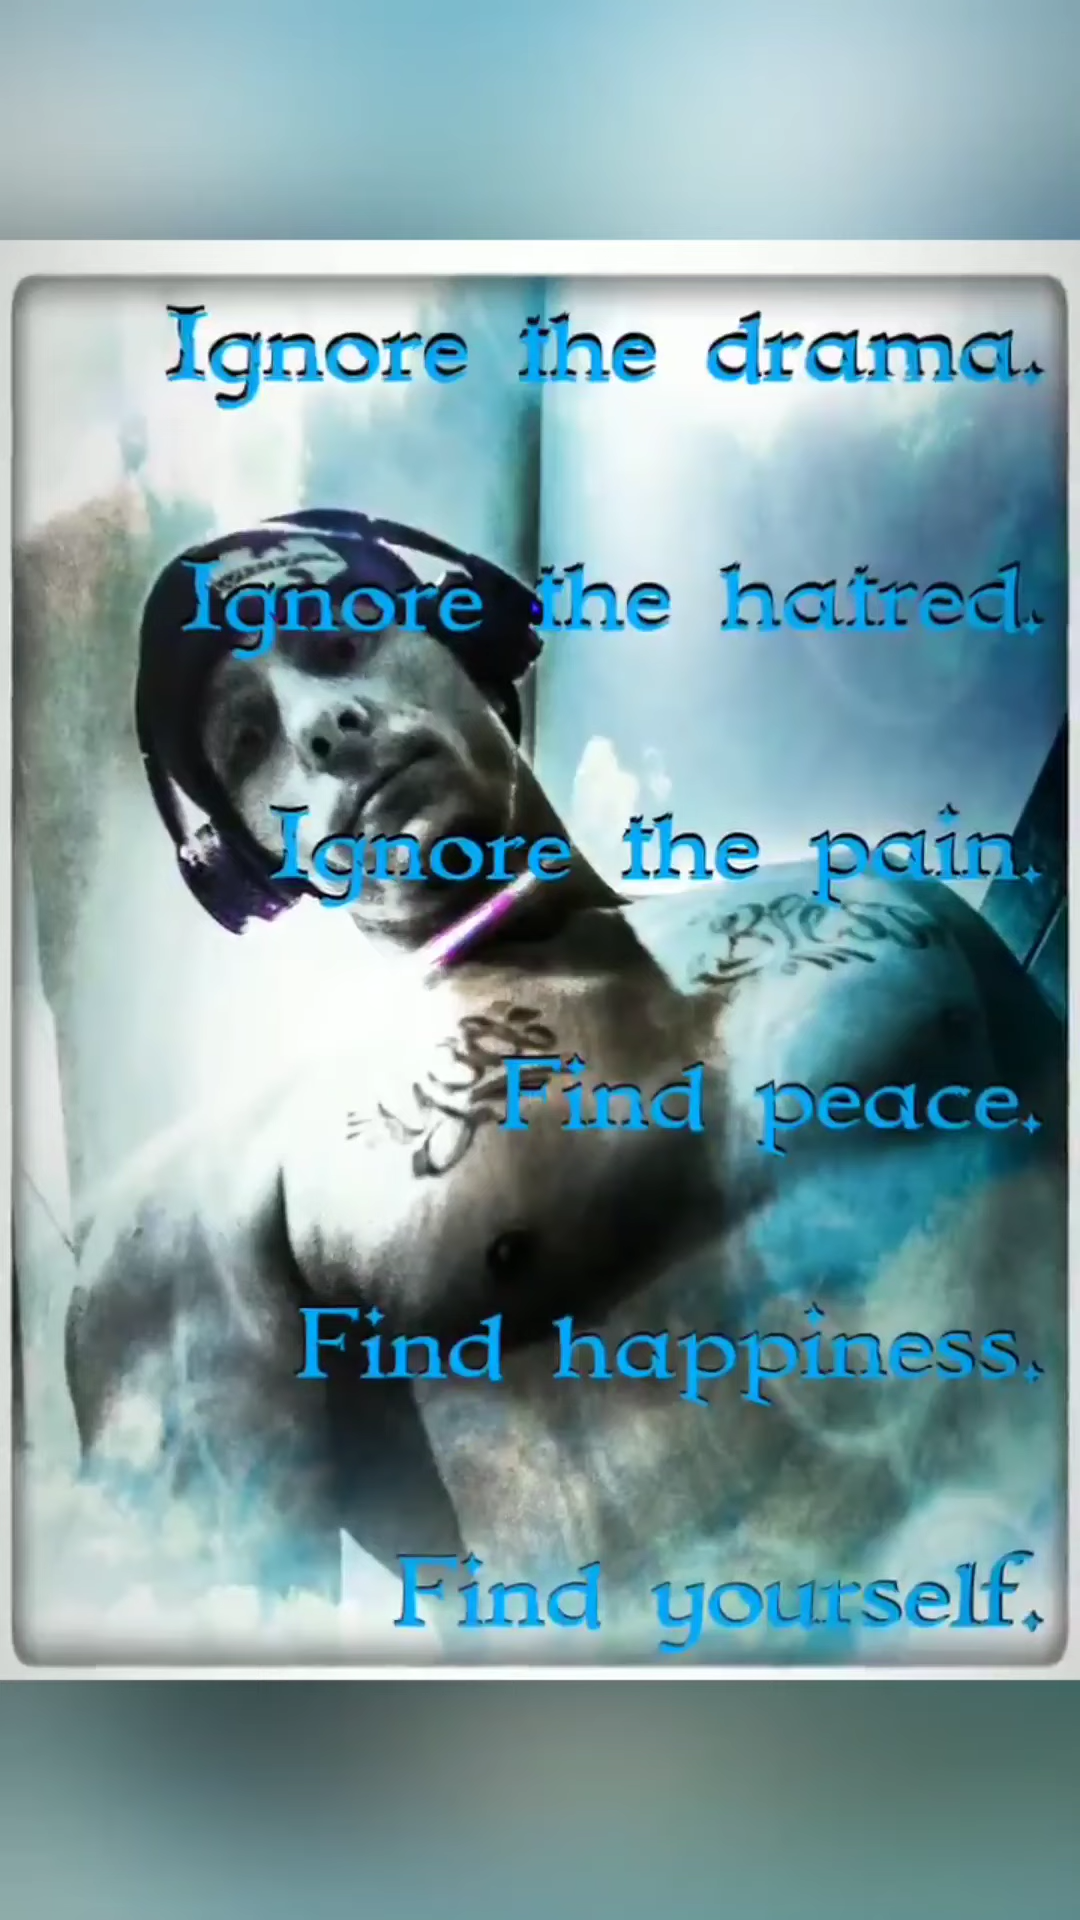 Ignore the drama.
Ignore the hatred.
Ignore the pain.
Find peace.
Find happiness.
Find yourself.